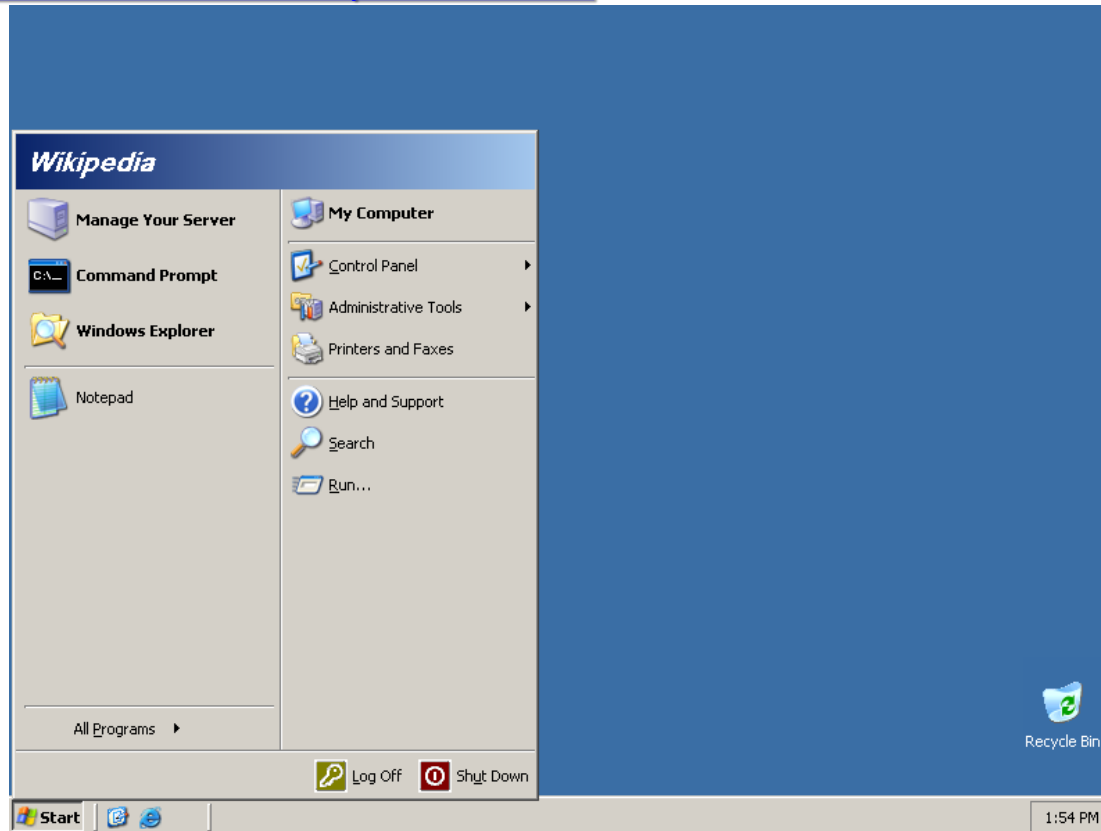 Wikipedia
Manage Your Server
Command Prompt
Windows Explorer
Notepad
All Programs
My Computer
Control Panel
Administrative Tools
Printers and Faxes
Help and Support
Search
Run...
Log Off
Shut Down
Recycle Bin
Start
1:54 PM